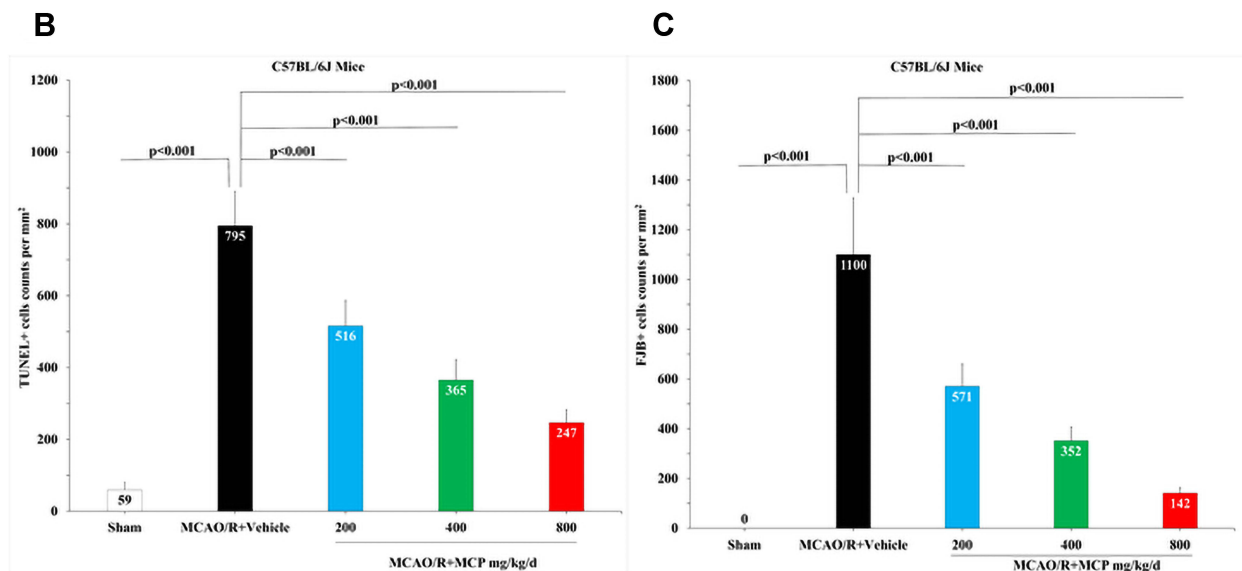 B
C57BL/6J Mice
TUNEL+ cells counts per mm²
1200
1000
800
600
400
200
0
p<0.001
p<0.001
p<0.001 p<0.001
795
516
365
247
59
Sham MCAO/R+Vehicle 200 400 800
MCAO/R+MCP mg/kg/d
C
C57BL/6J Mice
FJB+ cells counts per mm²
1800
1600
1400
1200
1000
800
600
400
200
0
p<0.001
p<0.001
p<0.001 p<0.001
1100
571
352
142
0
Sham MCAO/R+Vehicle 200 400 800
MCAO/R+MCP mg/kg/d